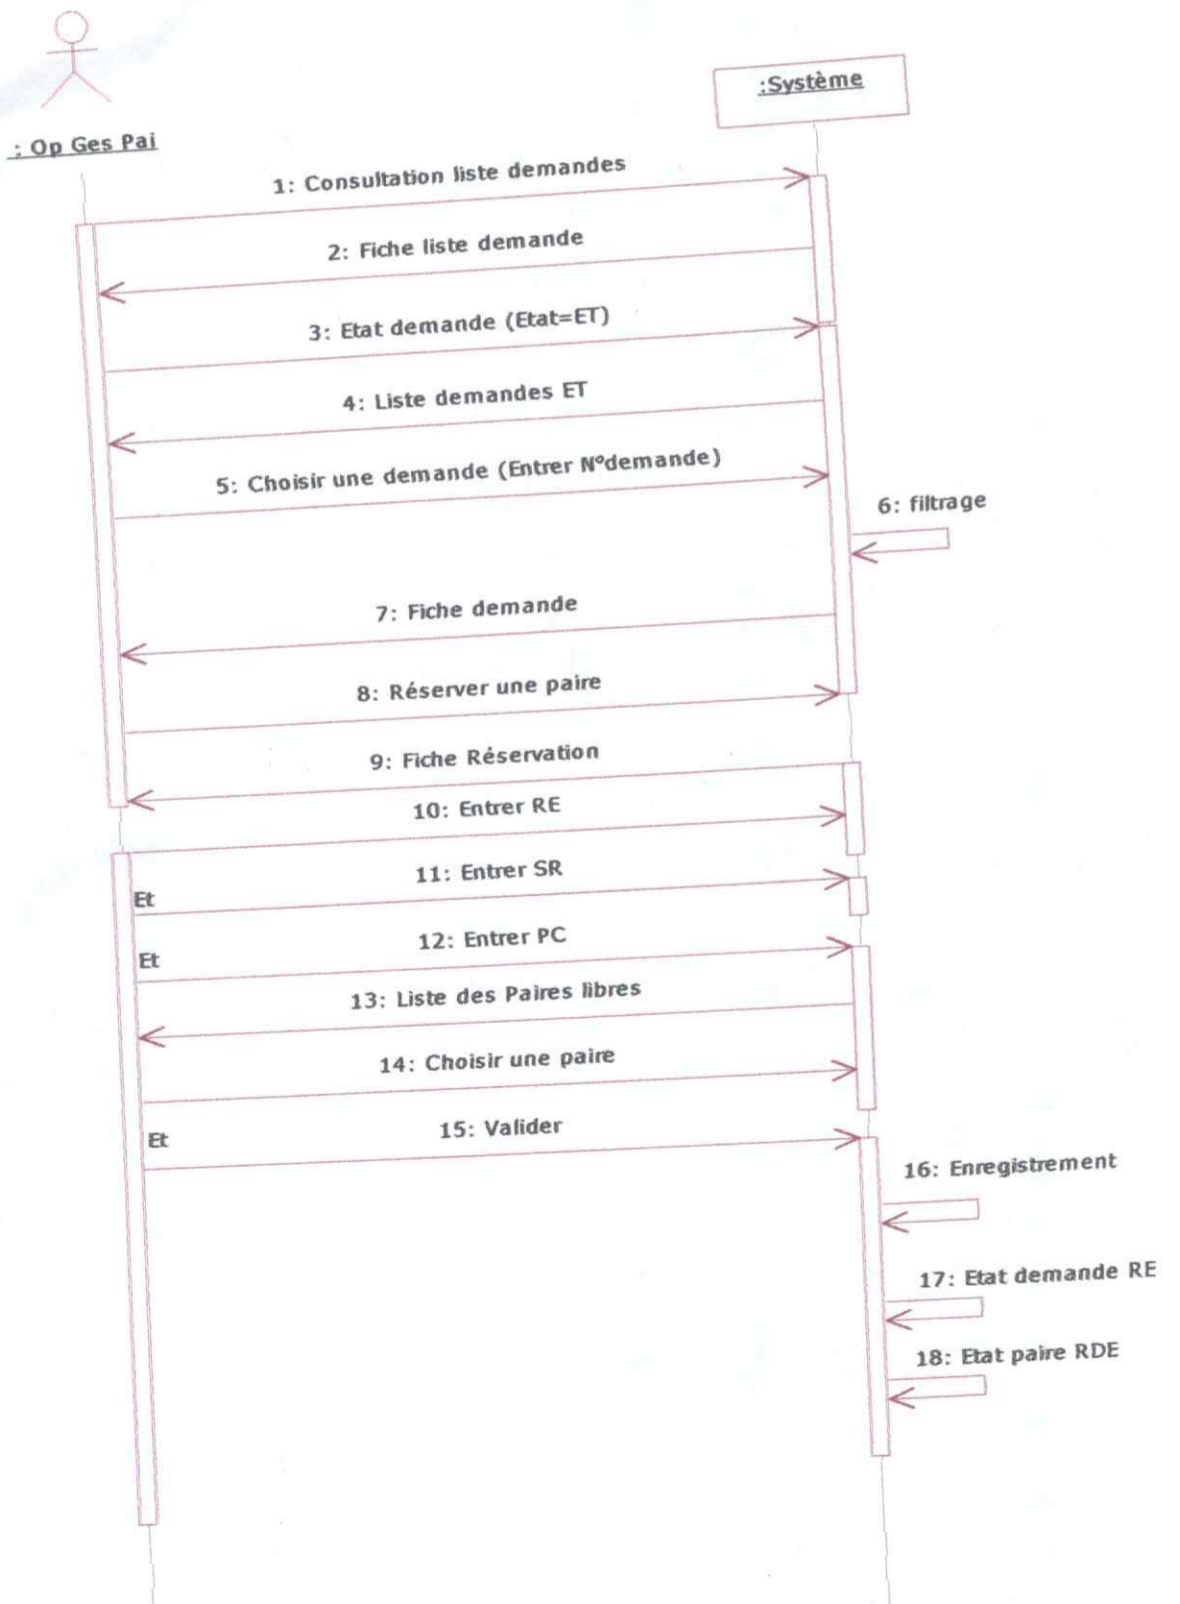 :Système
: Op Ges Pai
1: Consultation liste demandes
2: Fiche liste demande
3: Etat demande (Etat=ET)
4: Liste demandes ET
5: Choisir une demande (Entrer N°demande)
6: filtrage
7: Fiche demande
8: Réserver une paire
9: Fiche Réservation
10: Entrer RE
11: Entrer SR
Et
12: Entrer PC
Et
13: Liste des Paires libres
14: Choisir une paire
15: Valider
Et
16: Enregistrement
17: Etat demande RE
18: Etat paire RDE